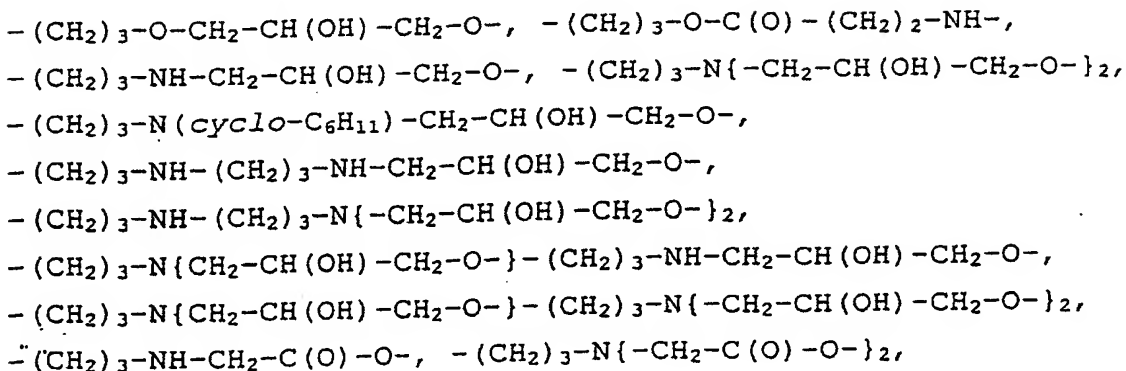 -(CH₂)₃-O-CH₂-CH(OH)-CH₂-O-, -(CH₂)₃-O-C(O)-(CH₂)₂-NH-,
-(CH₂)₃-NH-CH₂-CH(OH)-CH₂-O-, -(CH₂)₃-N{-CH₂-CH(OH)-CH₂-O-}₂,
-(CH₂)₃-N(cyclo-C₆H₁₁)-CH₂-CH(OH)-CH₂-O-,
-(CH₂)₃-NH-(CH₂)₃-NH-CH₂-CH(OH)-CH₂-O-,
-(CH₂)₃-NH-(CH₂)₃-N{-CH₂-CH(OH)-CH₂-O-}₂,
-(CH₂)₃-N{CH₂-CH(OH)-CH₂-O-}-(CH₂)₃-NH-CH₂-CH(OH)-CH₂-O-,
-(CH₂)₃-N{CH₂-CH(OH)-CH₂-O-}-(CH₂)₃-N{-CH₂-CH(OH)-CH₂-O-}₂,
-(CH₂)₃-NH-CH₂-C(O)-O-, -(CH₂)₃-N{-CH₂-C(O)-O-}₂,